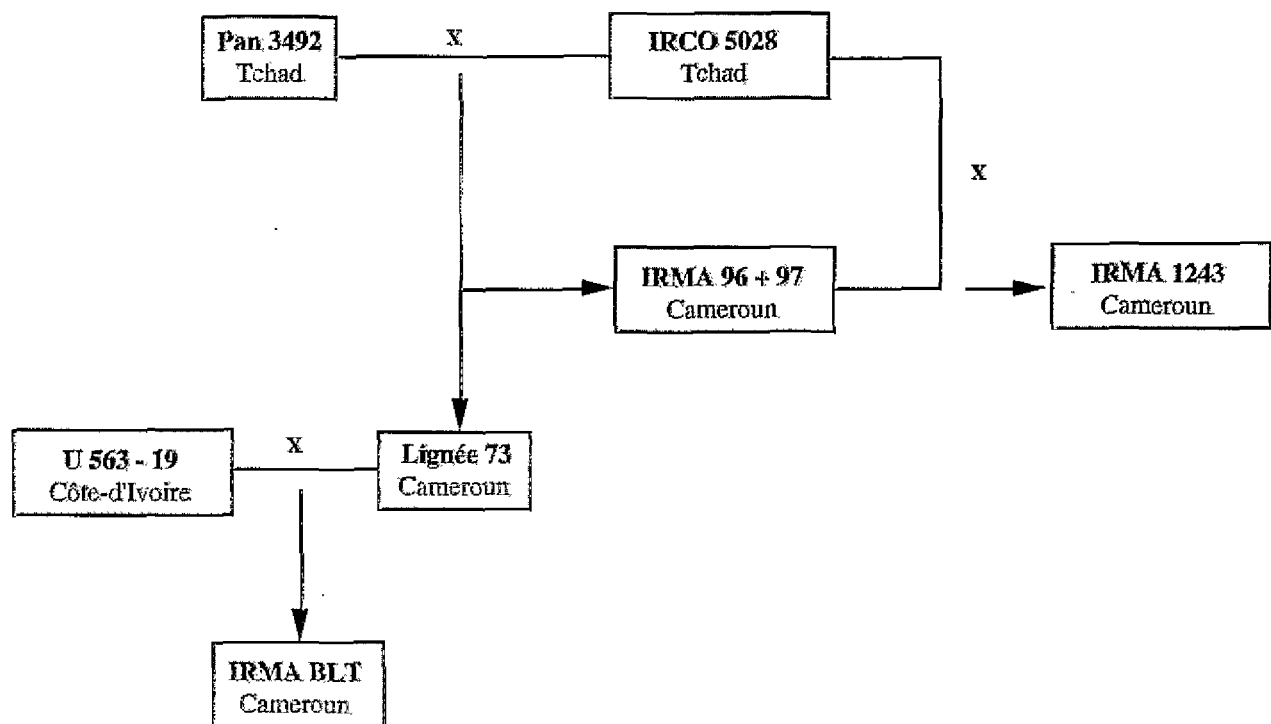 Pan 3492
Tchad
X
IRCO 5028
Tchad
X
IRMA 96 + 97
Cameroun
IRMA 1243
Cameroun
U 563 - 19
Côte-d'Ivoire
X
Lignée 73
Cameroun
IRMA BLT
Cameroun